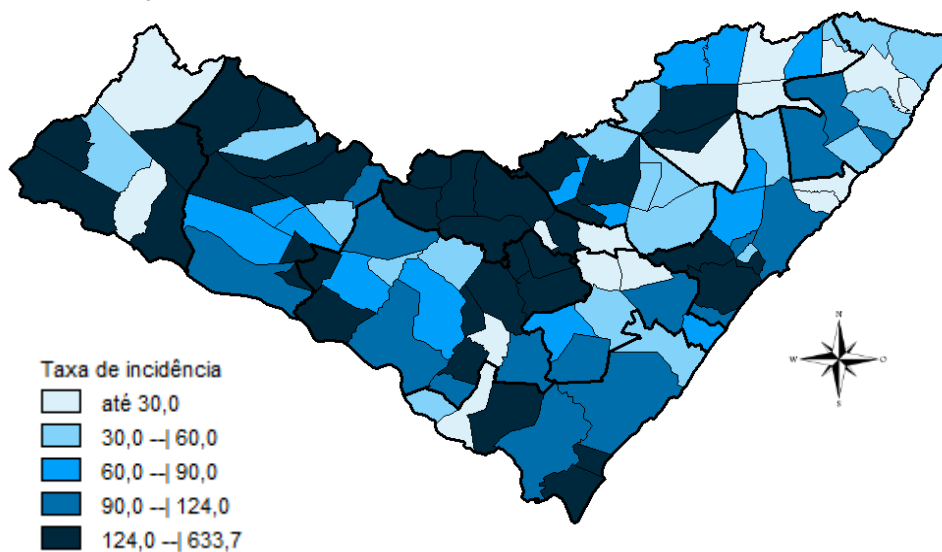 Taxa de incidência
até 30,0
30,0 --| 60,0
60,0 --| 90,0
90,0 --| 124,0
124,0 --| 633,7
N
W
O
S